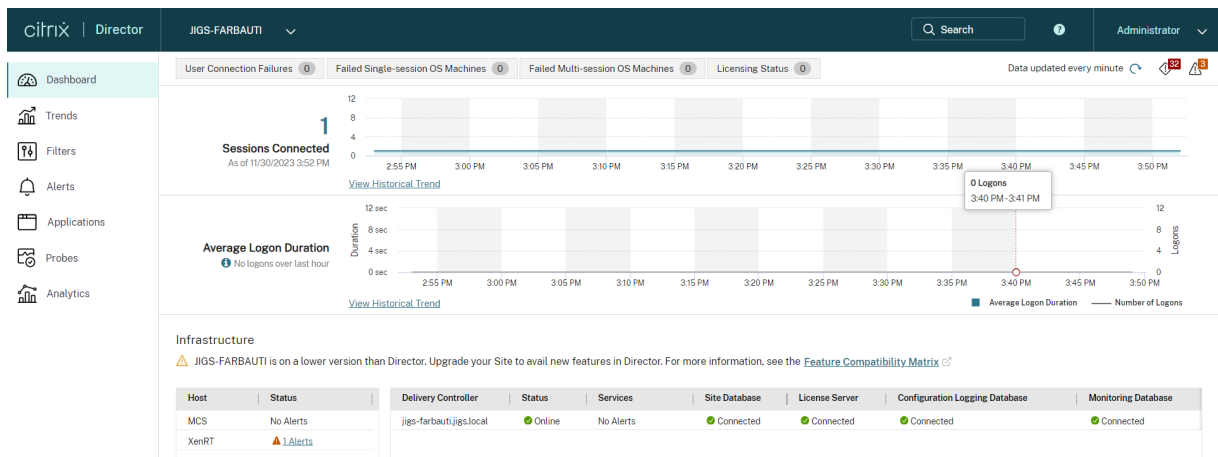 citrix | Director JIGS-FARBAUTI Search ? Administrator
Dashboard
Trends
Filters
Alerts
Applications
Probes
Analytics
User Connection Failures 0 Failed Single-session OS Machines 0 Failed Multi-session OS Machines 0 Licensing Status 0 Data updated every minute 32 3
1
Sessions Connected
As of 11/30/2023 3:52 PM
12
8
4
0
2:55 PM 3:00 PM 3:05 PM 3:10 PM 3:15 PM 3:20 PM 3:25 PM 3:30 PM 3:35 PM 3:40 PM 3:45 PM 3:50 PM
View Historical Trend
0 Logons
3:40 PM-3:41 PM
Average Logon Duration
No logons over last hour
Duration
12 sec
8 sec
4 sec
0 sec
12
8
4
0
Logons
2:55 PM 3:00 PM 3:05 PM 3:10 PM 3:15 PM 3:20 PM 3:25 PM 3:30 PM 3:35 PM 3:40 PM 3:45 PM 3:50 PM
View Historical Trend
Average Logon Duration Number of Logons
Infrastructure
JIGS-FARBAUTI is on a lower version than Director. Upgrade your Site to avail new features in Director. For more information, see the Feature Compatibility Matrix
Host Status
MCS No Alerts
XenRT 1 Alerts
Delivery Controller Status Services Site Database License Server Configuration Logging Database Monitoring Database
jigs-farbauti.jigs.local Online No Alerts Connected Connected Connected Connected